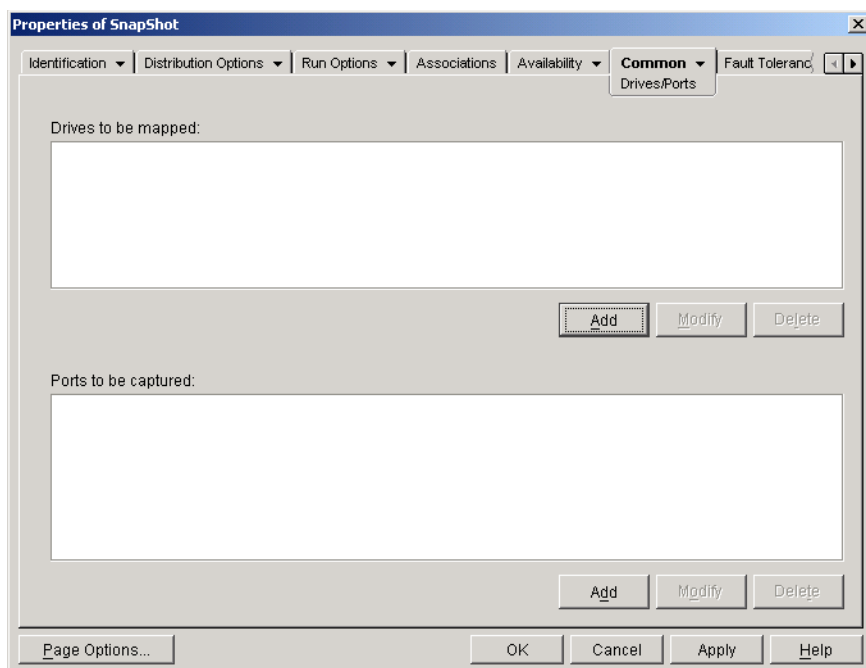 Properties of SnapShot
Identification Distribution Options Run Options Associations Availability Common Fault Toleranc
Drives/Ports
Drives to be mapped:
Add Modify Delete
Ports to be captured:
Add Modify Delete
Page Options... OK Cancel Apply Help